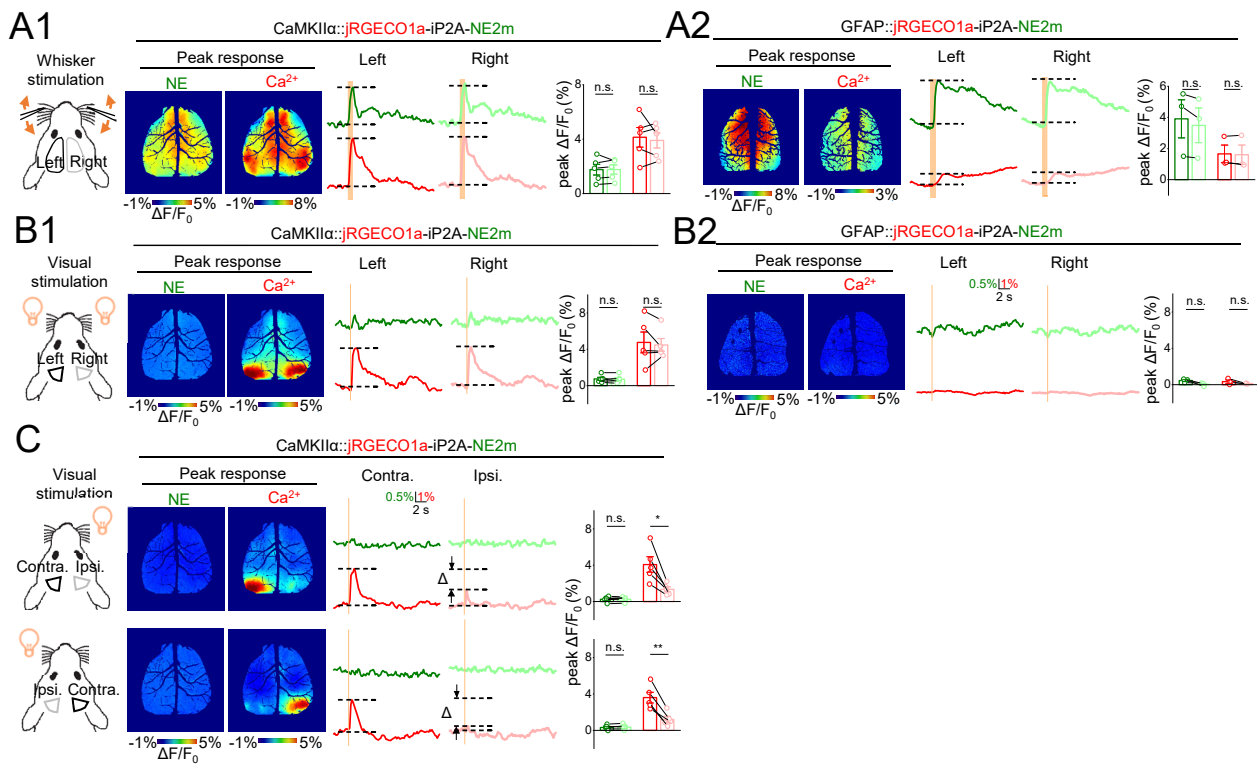 A1
CaMKIIα::jRGECO1a-iP2A-NE2m
Whisker
stimulation
Left
Right
Peak response
NE
Ca²⁺
Left
Right
-1%
5%
-1%
8%
ΔF/F₀
peak ΔF/F₀ (%)
8
4
0
n.s.
n.s.
A2
GFAP::jRGECO1a-iP2A-NE2m
Peak response
NE
Ca²⁺
Left
Right
-1%
8%
-1%
3%
ΔF/F₀
peak ΔF/F₀ (%)
6
4
2
0
n.s.
n.s.
B1
CaMKIIα::jRGECO1a-iP2A-NE2m
Visual
stimulation
Left
Right
Peak response
NE
Ca²⁺
Left
Right
-1%
5%
-1%
5%
ΔF/F₀
peak ΔF/F₀ (%)
8
4
0
n.s.
n.s.
B2
GFAP::jRGECO1a-iP2A-NE2m
Peak response
NE
Ca²⁺
Left
Right
0.5%
1%
2 s
-1%
5%
-1%
5%
ΔF/F₀
peak ΔF/F₀ (%)
8
4
0
n.s.
n.s.
C
CaMKIIα::jRGECO1a-iP2A-NE2m
Visual
stimulation
Contra.
Ipsi.
Peak response
NE
Ca²⁺
Contra.
Ipsi.
0.5%
1%
2 s
Δ
8
4
0
n.s.
*
peak ΔF/F₀ (%)
Ipsi.
Contra.
Δ
-1%
5%
-1%
5%
ΔF/F₀
8
4
0
n.s.
**